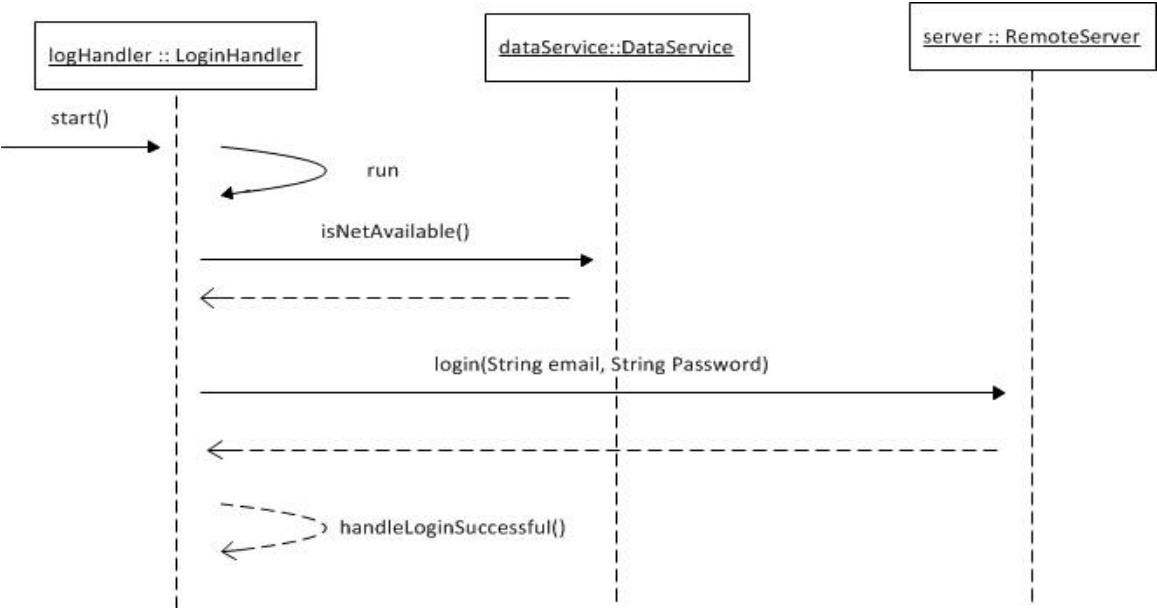 logHandler :: LoginHandler
dataService::DataService
server :: RemoteServer
start()
run
isNetAvailable()
login(String email, String Password)
handleLoginSuccessful()